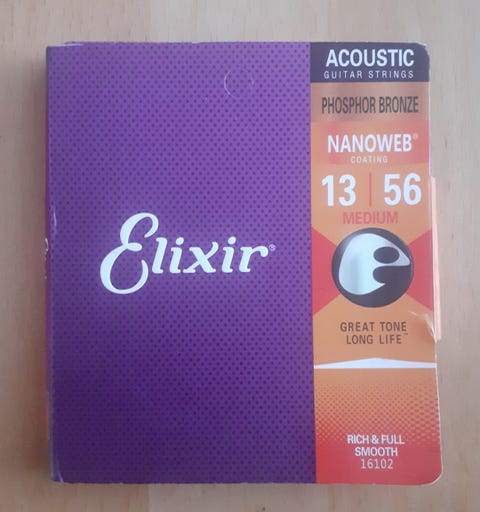 Elixir®
ACOUSTIC
GUITAR STRINGS
PHOSPHOR BRONZE
NANOWEB®
COATING
13 | 56
MEDIUM
GREAT TONE
LONG LIFE™
RICH & FULL
SMOOTH
16102